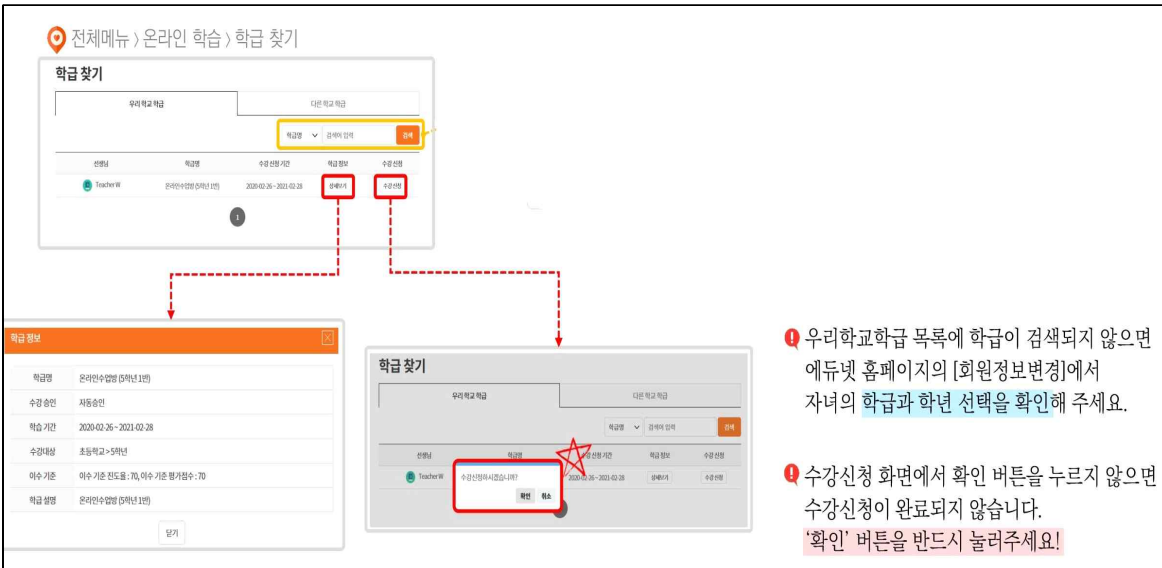 전체메뉴 > 온라인 학습 > 학급 찾기
학급 찾기
우리 학교 학급 다른 학교 학급
학급명 검색어 입력 검색
선생님 학급명 수강 신청 기간 학급 정보 수강 신청
Teacher W 온라인수업방 (5학년 1반) 2020-02-26 ~ 2021-02-28 상세보기 수강 신청
1
학급 정보
학급명 온라인수업방 (5학년 1반)
수강 승인 자동승인
학습 기간 2020-02-26 ~ 2021-02-28
수강대상 초등학교 > 5학년
이수 기준 이수 기준 진도율 : 70, 이수 기준 평가점수 : 70
학급 설명 온라인수업방 (5학년 1반)
닫기
학급 찾기
우리 학교 학급 다른 학교 학급
학급명 검색어 입력 검색
선생님 학급명 수강 신청 기간 학급 정보 수강 신청
Teacher W 수강신청하시겠습니까? 2020-02-26 ~ 2021-02-28 상세보기 수강 신청
확인 취소
우리학교학급 목록에 학급이 검색되지 않으면
에듀넷 홈페이지의 [회원정보변경]에서
자녀의 학급과 학년 선택을 확인해 주세요.
수강신청 화면에서 확인 버튼을 누르지 않으면
수강신청이 완료되지 않습니다.
‘확인’ 버튼을 반드시 눌러주세요!